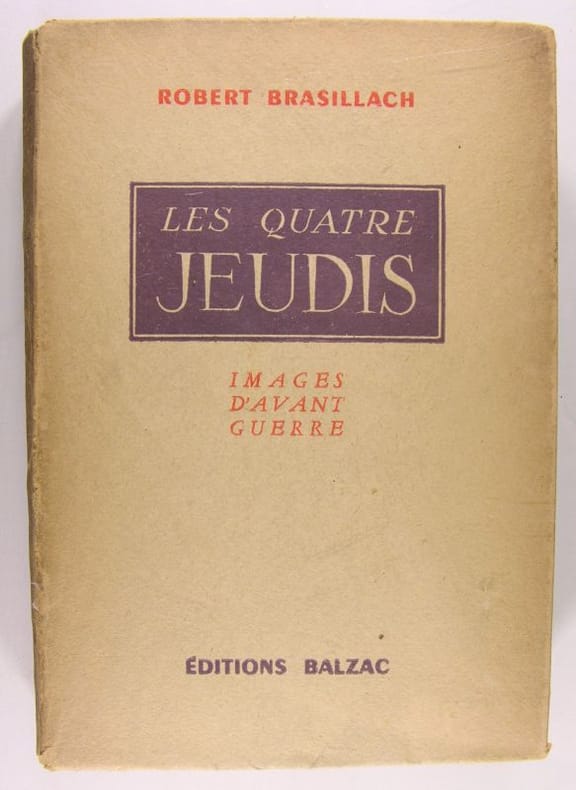 ROBERT BRASILLACH
LES QUATRE
JEUDIS
IMAGES
D'AVANT
GUERRE
ÉDITIONS BALZAC